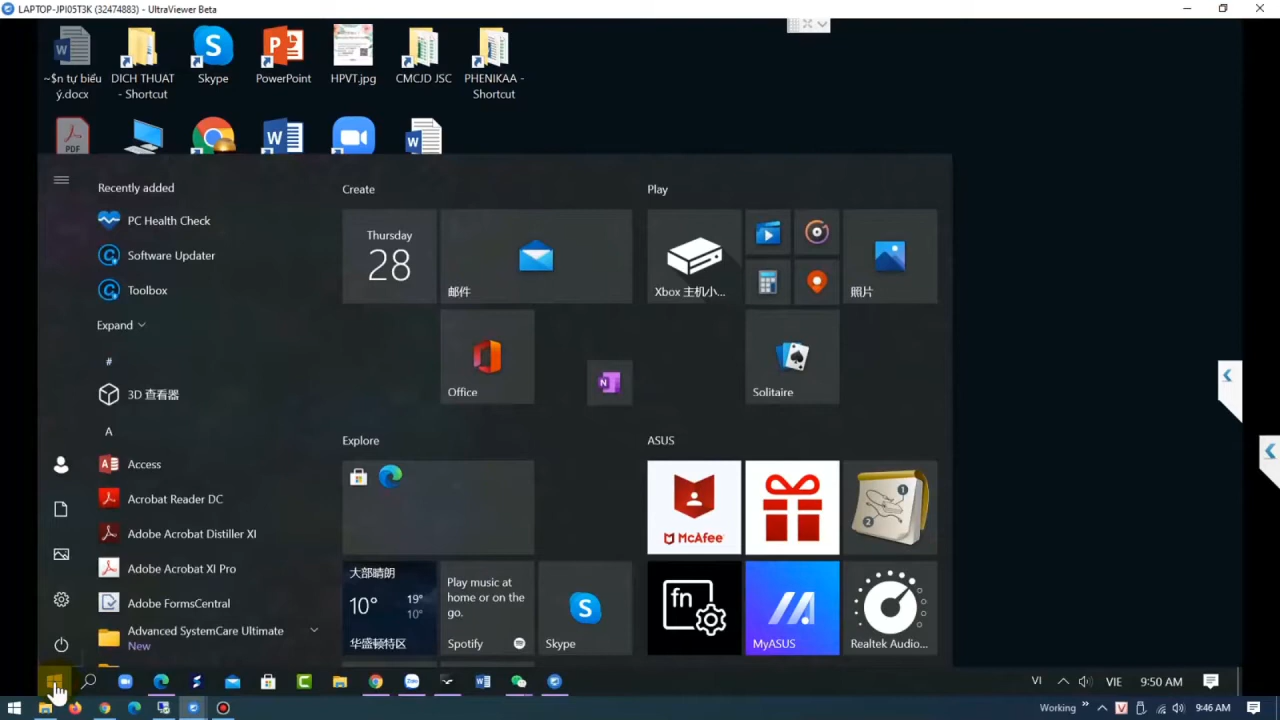 LAPTOP-JPI05T3K (32474883) - UltraViewer Beta
~$n tự biểu
ý.docx
DICH THUAT
- Shortcut
Skype
PowerPoint
HPVT.jpg
CMCJD JSC
PHENIKAA -
Shortcut
PDF
Recently added
PC Health Check
Software Updater
Toolbox
Expand
#
3D 查看器
A
Access
Acrobat Reader DC
Adobe Acrobat Distiller XI
Adobe Acrobat XI Pro
Adobe FormsCentral
Advanced SystemCare Ultimate
New
Create
Thursday
28
邮件
Office
Play
Xbox 主机小...
照片
Solitaire
Explore
大部晴朗
10°
19°
10°
华盛顿特区
Play music at
home or on the
go.
Spotify
Skype
ASUS
McAfee
fn
MyASUS
Realtek Audio...
VI
VIE
9:50 AM
Working
9:46 AM